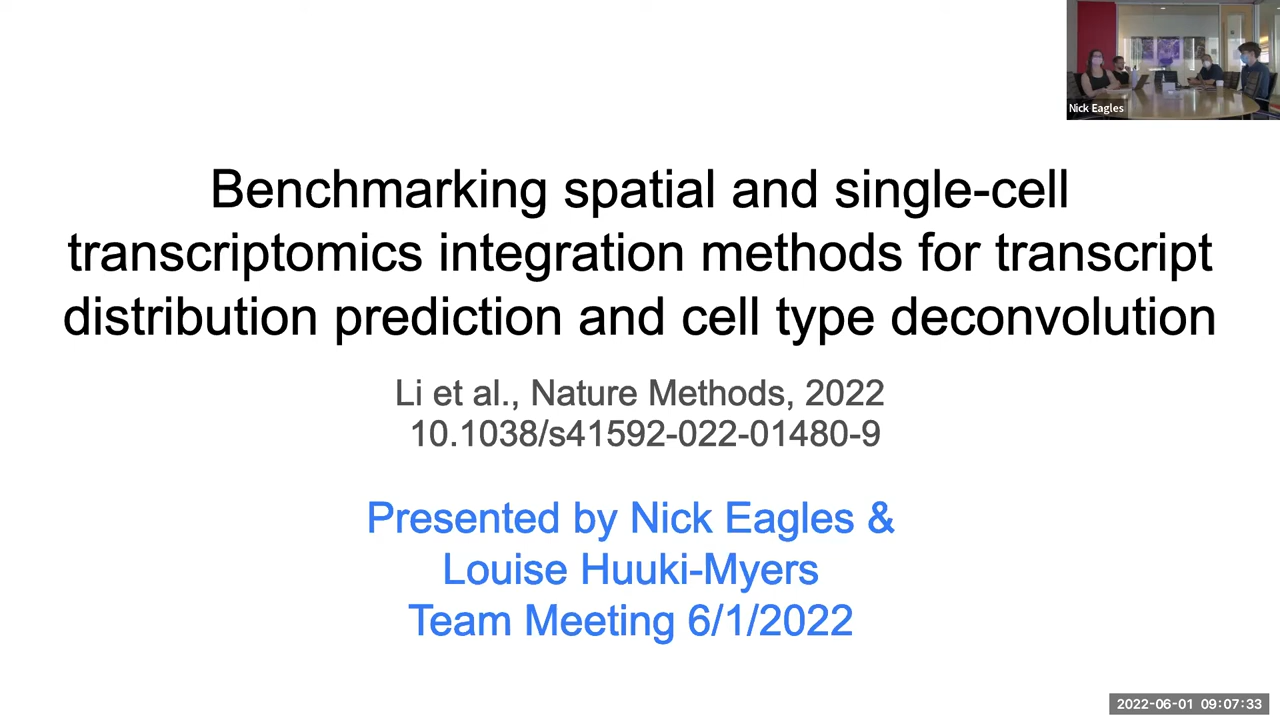 Nick Eagles
Benchmarking spatial and single-cell
transcriptomics integration methods for transcript
distribution prediction and cell type deconvolution
Li et al., Nature Methods, 2022
10.1038/s41592-022-01480-9
Presented by Nick Eagles &
Louise Huuki-Myers
Team Meeting 6/1/2022
2022-06-01 09:07:33